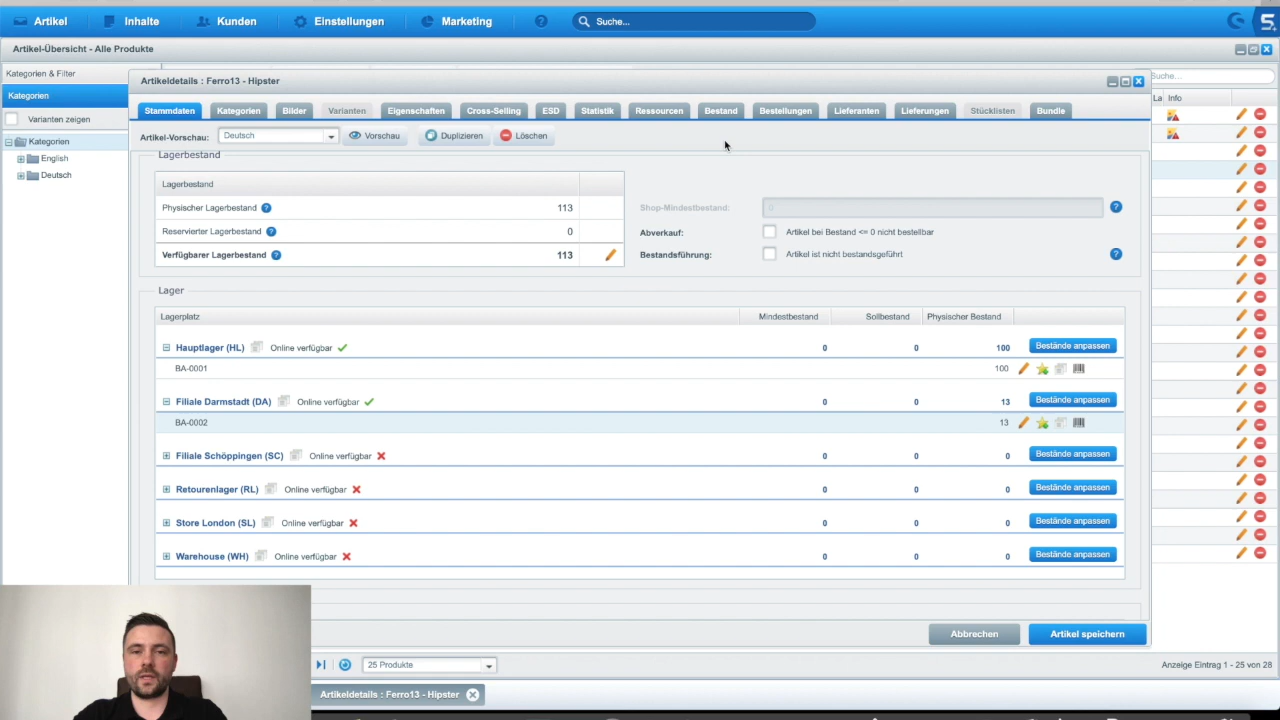 Artikel Inhalte Kunden Einstellungen Marketing Suche...
Artikel-Übersicht - Alle Produkte
Kategorien & Filter
Suche...
Kategorien
La Info
Varianten zeigen
Kategorien
English
Deutsch
Artikeldetails : Ferro13 - Hipster
Stammdaten Kategorien Bilder Varianten Eigenschaften Cross-Selling ESD Statistik Ressourcen Bestand Bestellungen Lieferanten Lieferungen Stücklisten Bundle
Artikel-Vorschau: Deutsch Vorschau Duplizieren Löschen
Lagerbestand
Lagerbestand
Physischer Lagerbestand 113
Reservierter Lagerbestand 0
Verfügbarer Lagerbestand 113
Shop-Mindestbestand: 0
Abverkauf: Artikel bei Bestand <= 0 nicht bestellbar
Bestandsführung: Artikel ist nicht bestandsgeführt
Lager
Lagerplatz Mindestbestand Sollbestand Physischer Bestand
Hauptlager (HL) Online verfügbar 0 0 100 Bestände anpassen
BA-0001 100
Filiale Darmstadt (DA) Online verfügbar 0 0 13 Bestände anpassen
BA-0002 13
Filiale Schöppingen (SC) Online verfügbar 0 0 0 Bestände anpassen
Retourenlager (RL) Online verfügbar 0 0 0 Bestände anpassen
Store London (SL) Online verfügbar 0 0 0 Bestände anpassen
Warehouse (WH) Online verfügbar 0 0 0 Bestände anpassen
Abbrechen Artikel speichern
25 Produkte Anzeige Eintrag 1 - 25 von 28
Artikeldetails : Ferro13 - Hipster